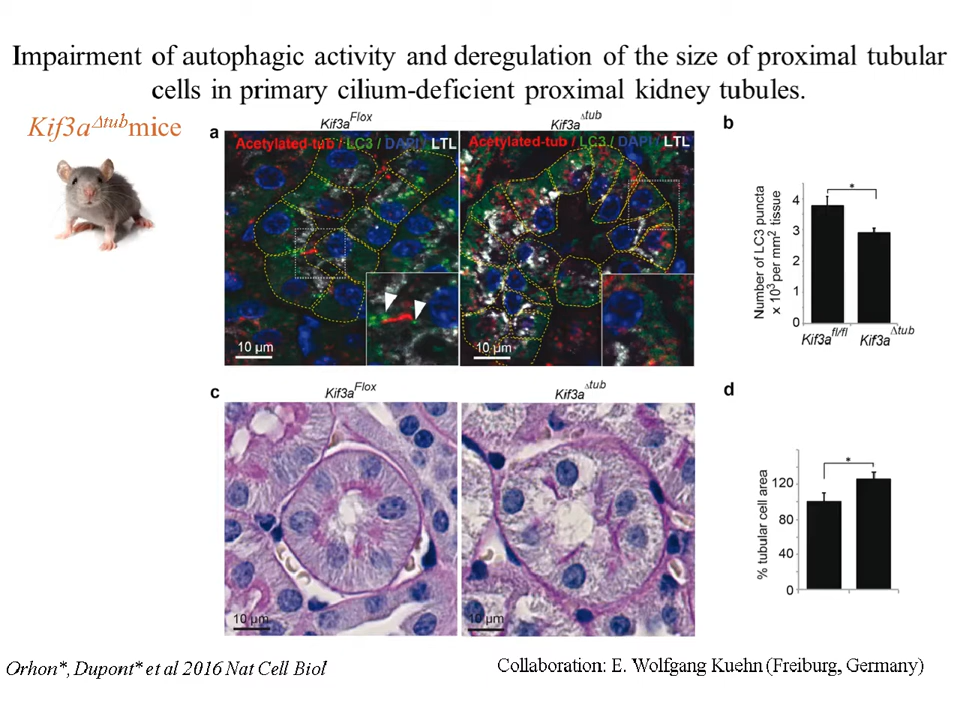 Impairment of autophagic activity and deregulation of the size of proximal tubular
cells in primary cilium-deficient proximal kidney tubules.
Kif3aΔtub mice
a
Kif3aFlox
Kif3aΔtub
Acetylated-tub / LC3 / DAPI / LTL
Acetylated-tub / LC3 / DAPI / LTL
10 µm
10 µm
b
Number of LC3 puncta
x 10³ per mm² tissue
4
3
2
1
0
*
Kif3afl/fl
Kif3aΔtub
c
Kif3aFlox
Kif3aΔtub
10 µm
10 µm
d
% tubular cell area
120
80
40
0
*
Orhon*, Dupont* et al 2016 Nat Cell Biol
Collaboration: E. Wolfgang Kuehn (Freiburg, Germany)